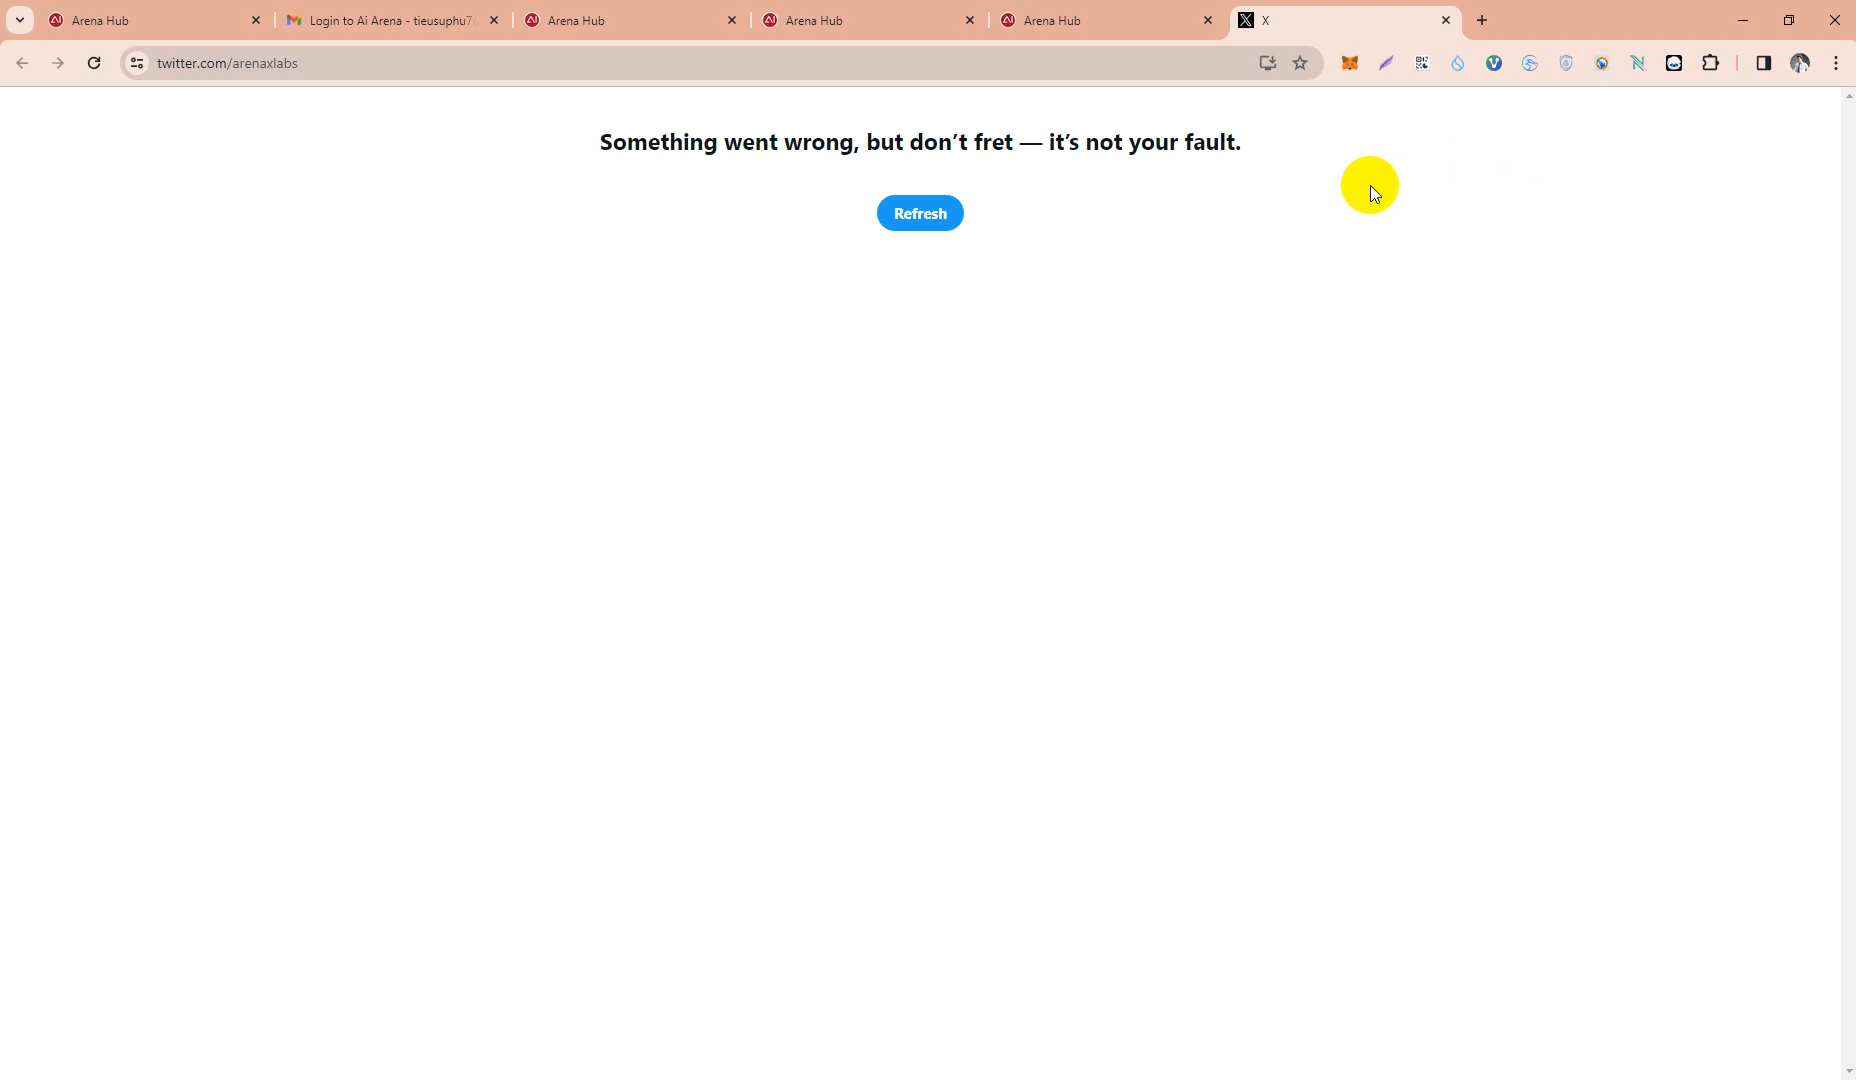 Arena Hub
Login to Ai Arena - tieusuphu7
Arena Hub
Arena Hub
Arena Hub
X
twitter.com/arenaxlabs
Something went wrong, but don’t fret — it’s not your fault.
Refresh